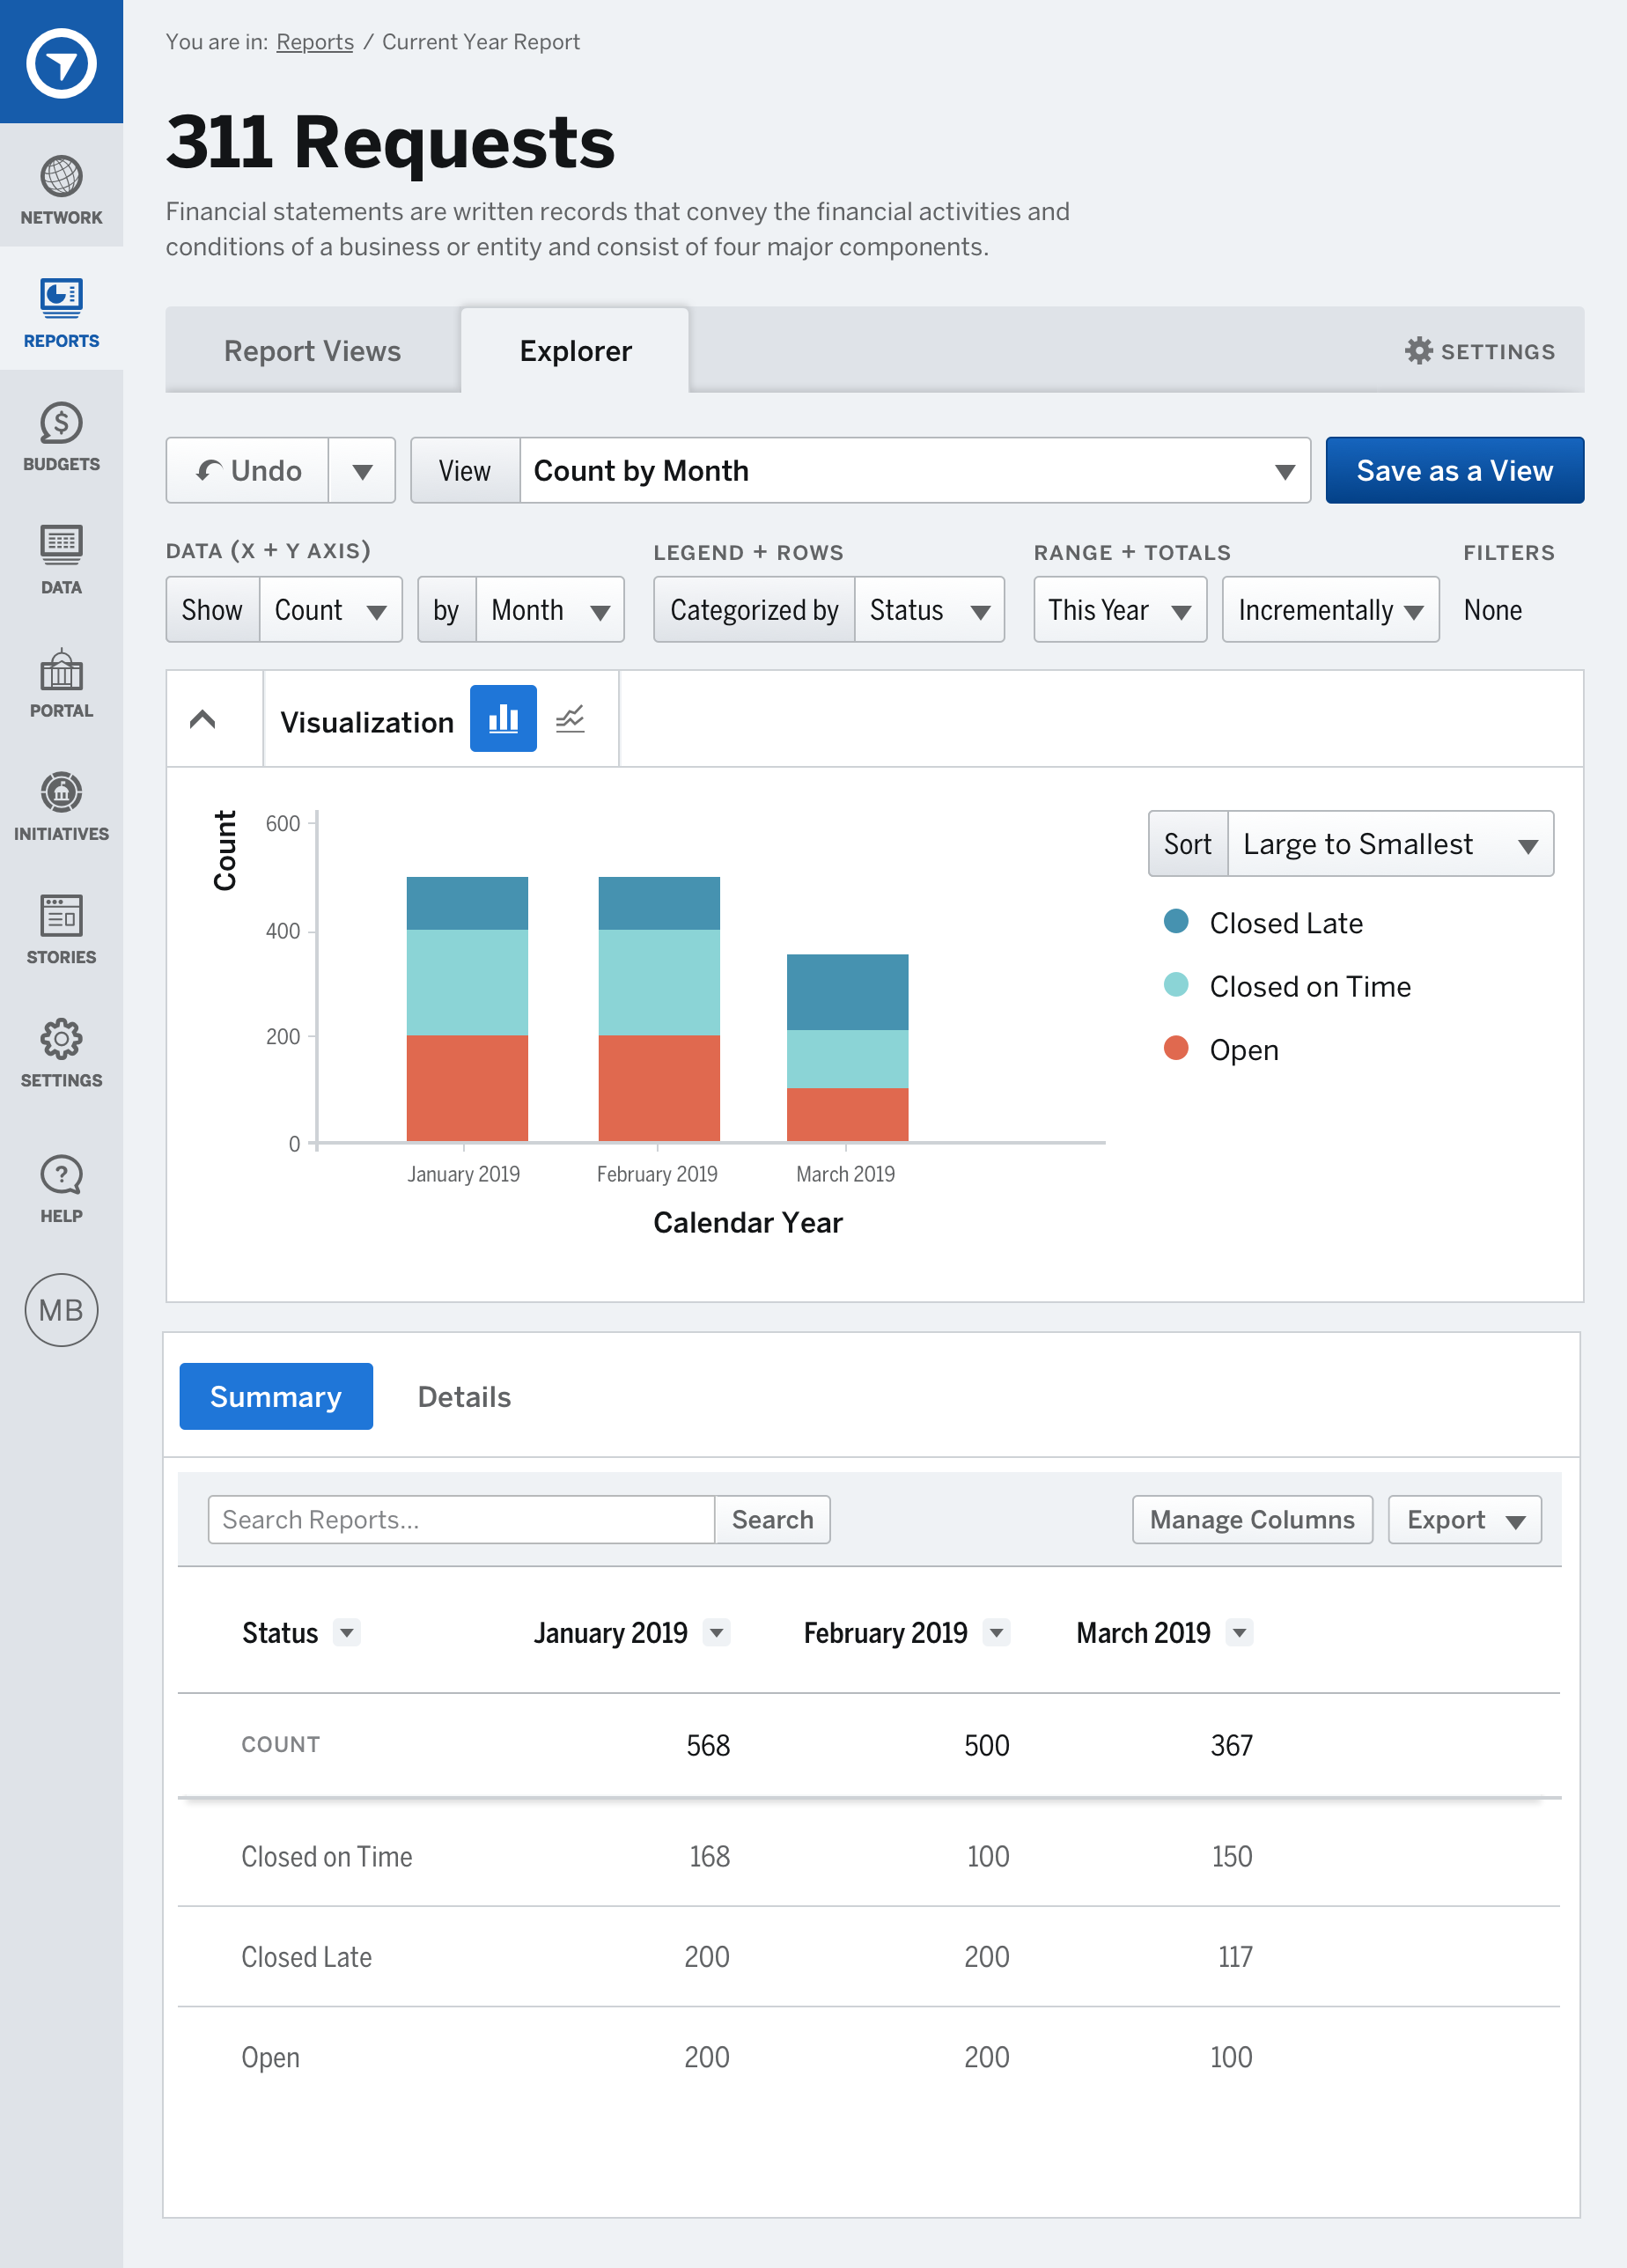 You are in: Reports / Current Year Report
311 Requests
Financial statements are written records that convey the financial activities and
conditions of a business or entity and consist of four major components.
NETWORK
REPORTS
BUDGETS
DATA
PORTAL
INITIATIVES
STORIES
SETTINGS
HELP
MB
Report Views Explorer SETTINGS
Undo View Count by Month Save as a View
DATA (X + Y AXIS) LEGEND + ROWS RANGE + TOTALS FILTERS
Show Count by Month Categorized by Status This Year Incrementally None
Visualization
Count
600
400
200
0
January 2019 February 2019 March 2019
Calendar Year
Sort Large to Smallest
Closed Late
Closed on Time
Open
Summary Details
Search Reports... Search Manage Columns Export
Status January 2019 February 2019 March 2019
COUNT 568 500 367
Closed on Time 168 100 150
Closed Late 200 200 117
Open 200 200 100